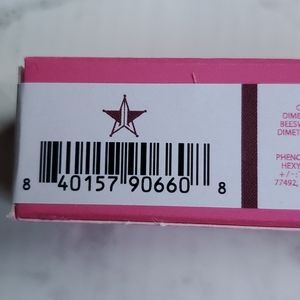 8 40157 90660 8
DIME
BEESW
DIMET
PHENO
HEXY
+/-:
77492,